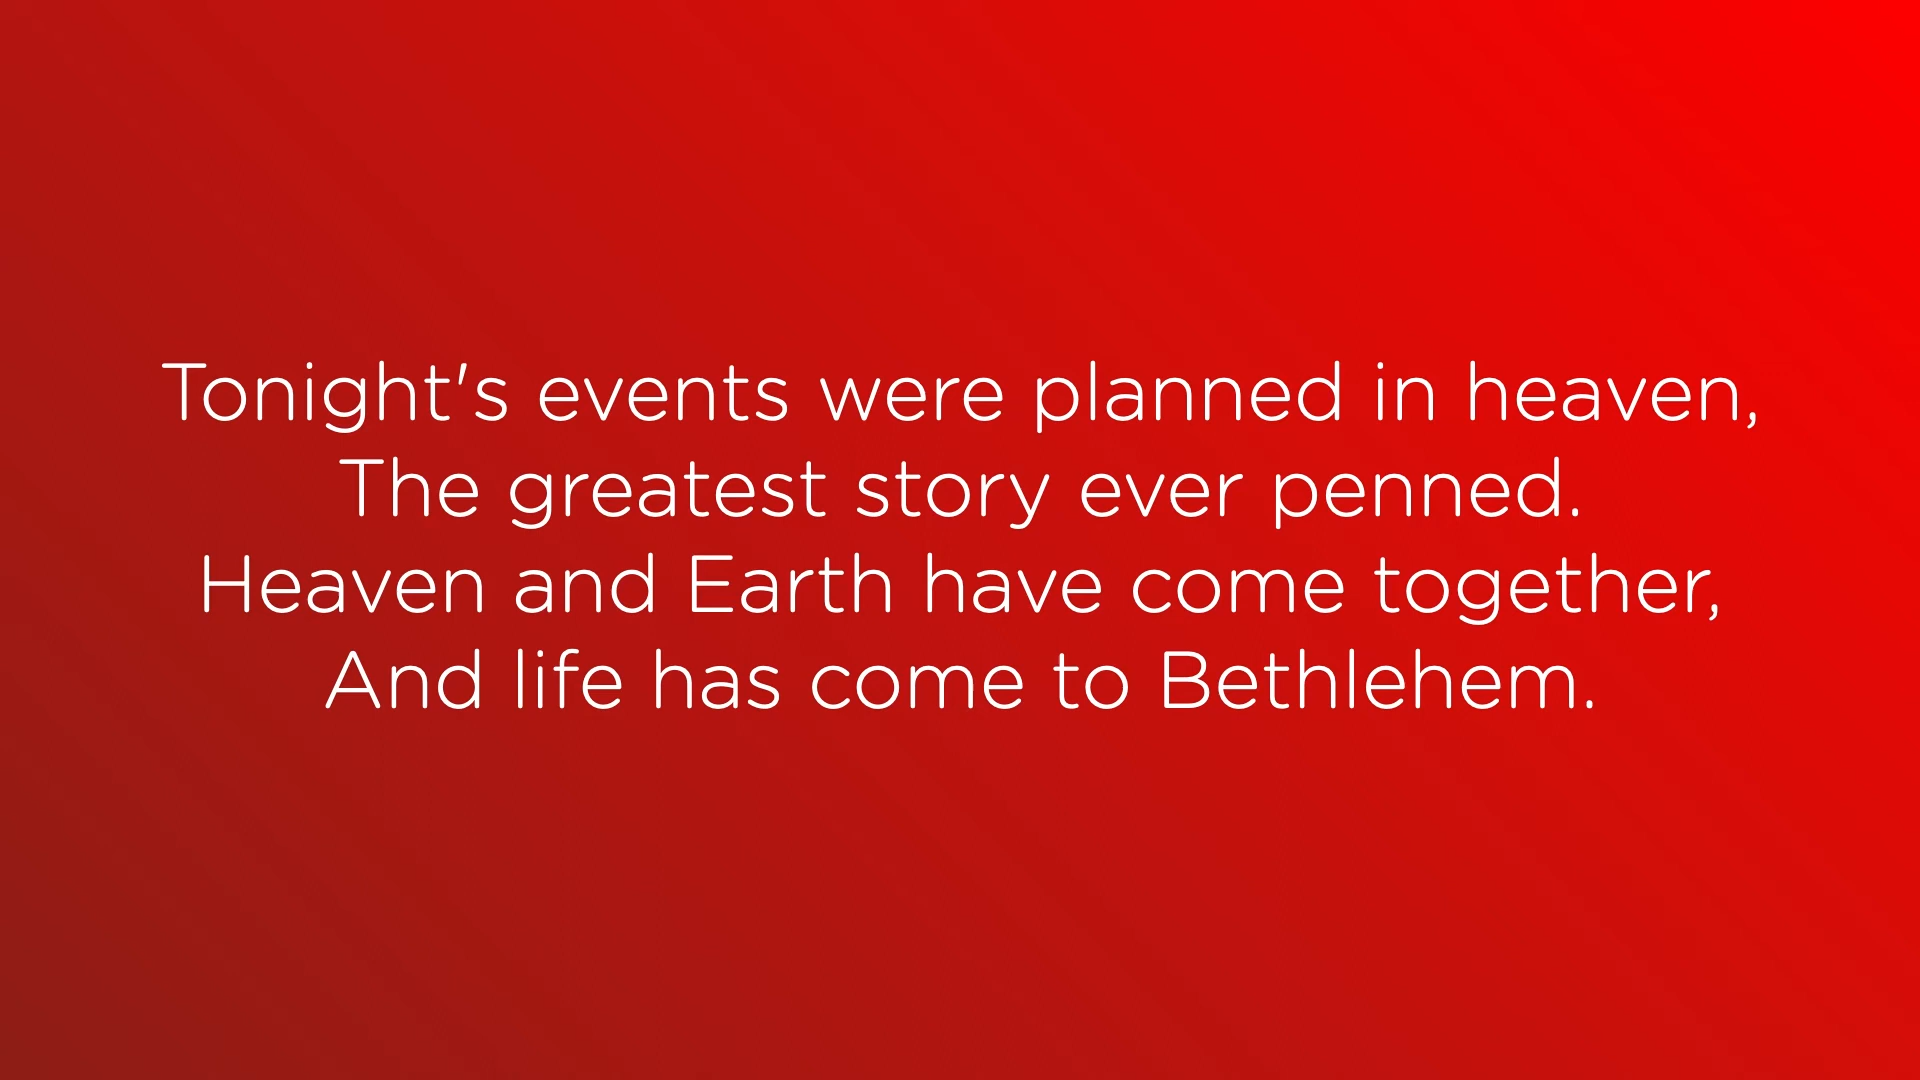 Tonight's events were planned in heaven,
The greatest story ever penned.
Heaven and Earth have come together,
And life has come to Bethlehem.